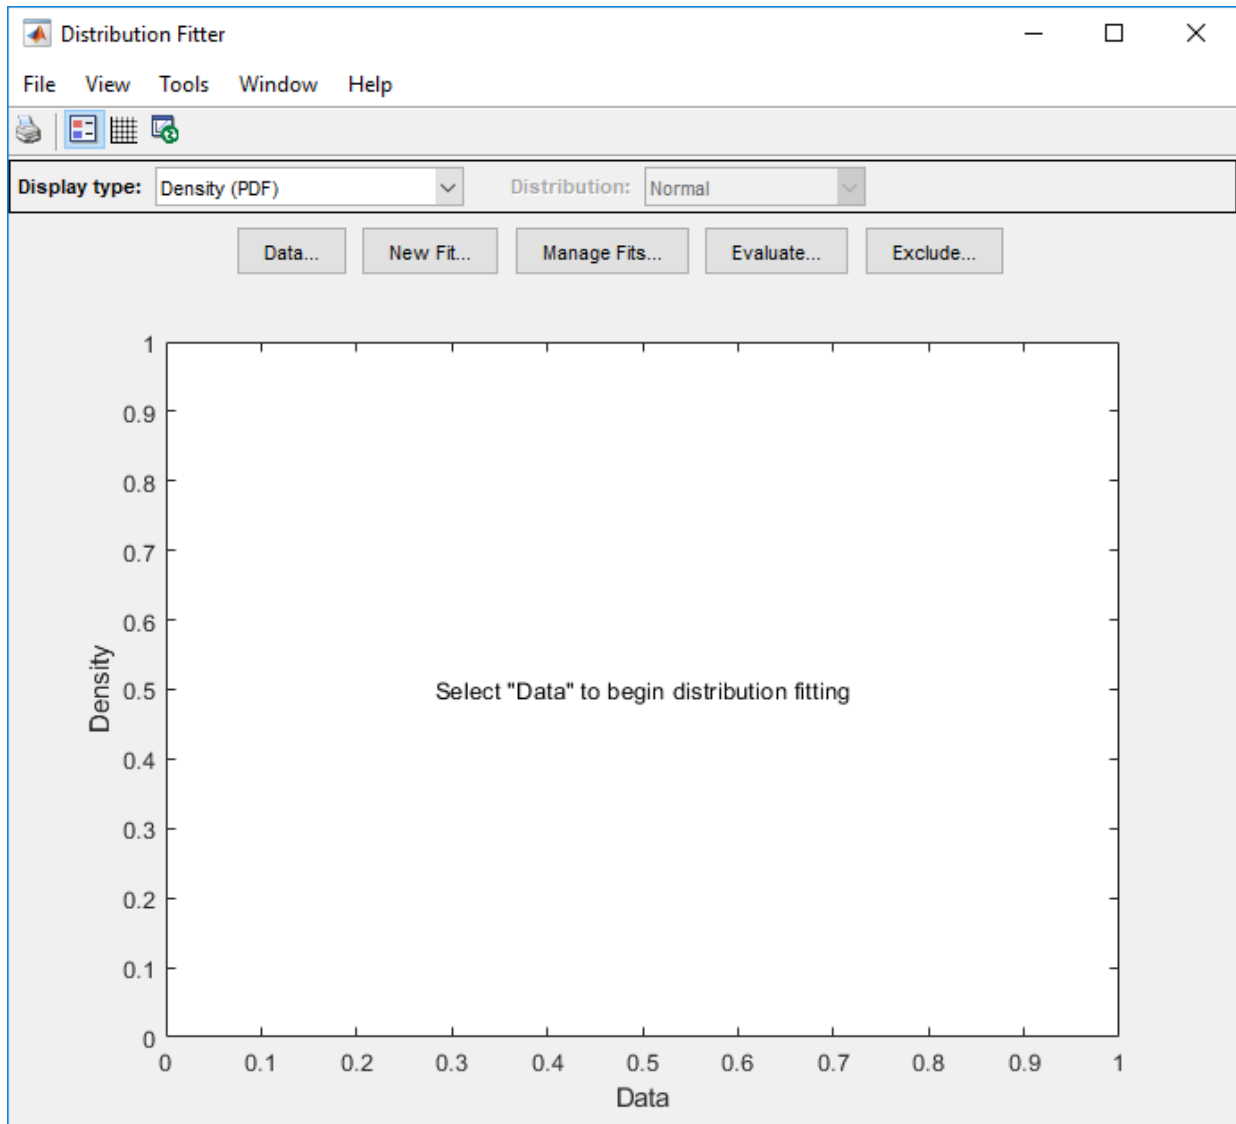 Distribution Fitter
File View Tools Window Help
Display type: Density (PDF) Distribution: Normal
Data... New Fit... Manage Fits... Evaluate... Exclude...
1
0.9
0.8
0.7
0.6
0.5
0.4
0.3
0.2
0.1
0
Density
Select "Data" to begin distribution fitting
0 0.1 0.2 0.3 0.4 0.5 0.6 0.7 0.8 0.9 1
Data